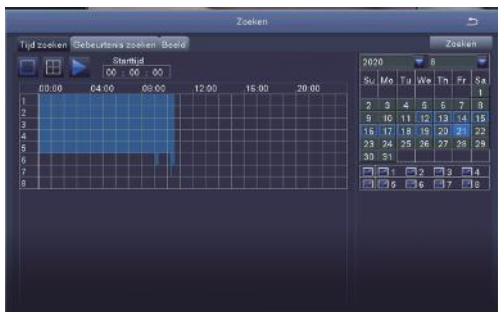 Zoeken
Tijd zoeken Gebeurtenis zoeken Beeld
Zoeken
Starttijd
00 : 00 : 00
00:00 04:00 08:00 12:00 16:00 20:00
1
2
3
4
5
6
7
8
2020 8
Su Mo Tu We Th Fr Sa
1
2 3 4 5 6 7 8
9 10 11 12 13 14 15
16 17 18 19 20 21 22
23 24 25 26 27 28 29
30 31
1 2 3 4
5 6 7 8